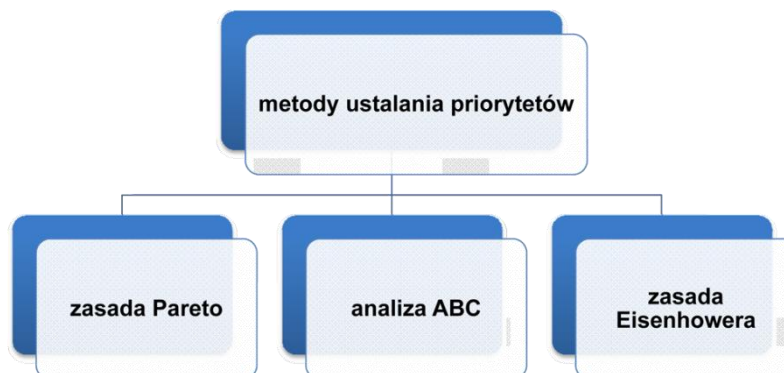 metody ustalania priorytetów
zasada Pareto
analiza ABC
zasada
Eisenhowera